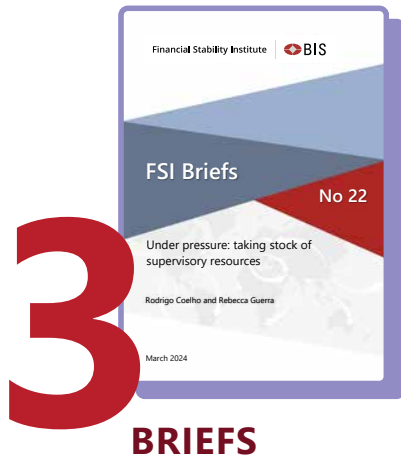 Financial Stability Institute BIS
FSI Briefs
No 22
Under pressure: taking stock of
supervisory resources
Rodrigo Coelho and Rebecca Guerra
March 2024
3
BRIEFS